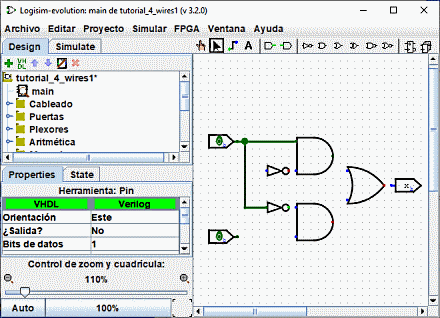 Logisim-evolution: main de tutorial_4_wires1 (v 3.2.0)
Archivo Editar Proyecto Simular FPGA Ventana Ayuda
Design Simulate
A
VH
DL
tutorial_4_wires1*
main
Cableado
Puertas
Plexores
Aritmética
Properties State
Herramienta: Pin
VHDL Verilog
Orientación Este
¿Salida? No
Bits de datos 1
Control de zoom y cuadrícula:
110%
Auto 100%
0
x
0